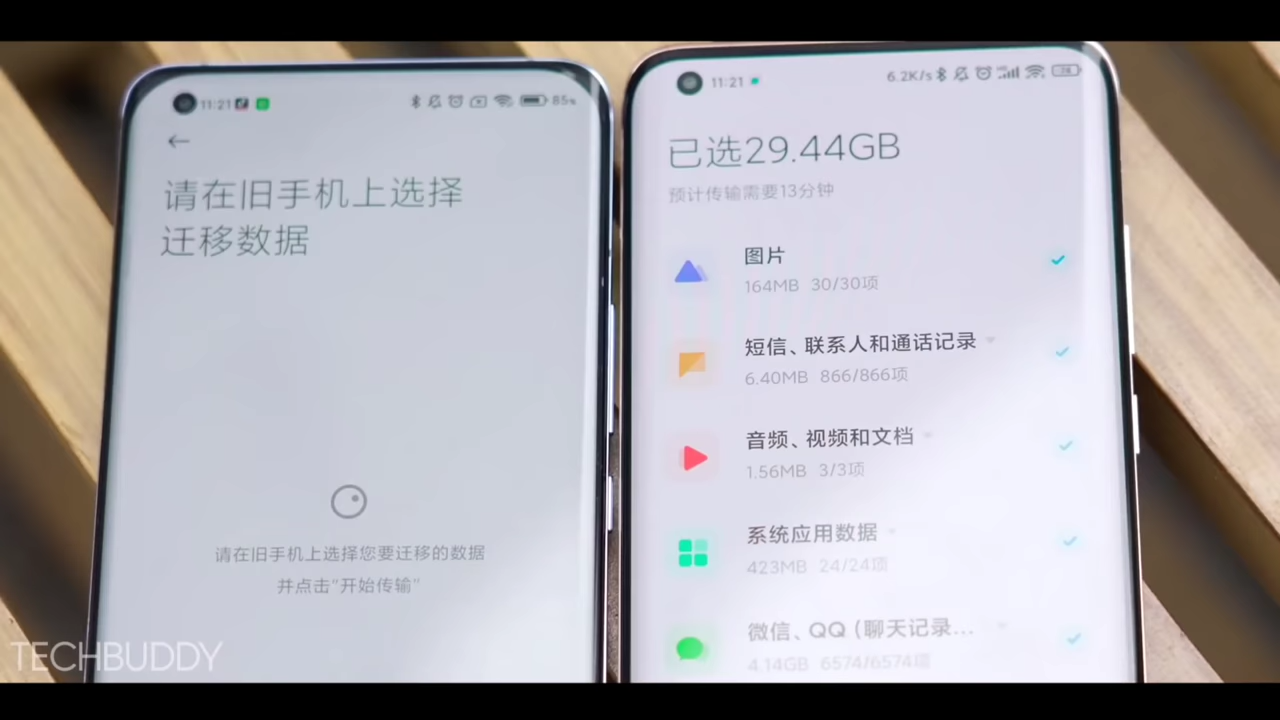 11:21
85%
请在旧手机上选择
迁移数据
请在旧手机上选择您要迁移的数据
并点击"开始传输"
11:21
6.2K/s
已选29.44GB
预计传输需要13分钟
图片
164MB 30/30项
短信、联系人和通话记录
6.40MB 866/866项
音频、视频和文档
1.56MB 3/3项
系统应用数据
423MB 24/24项
微信、QQ (聊天记录...
4.14GB 6574/6574项
TECHBUDDY